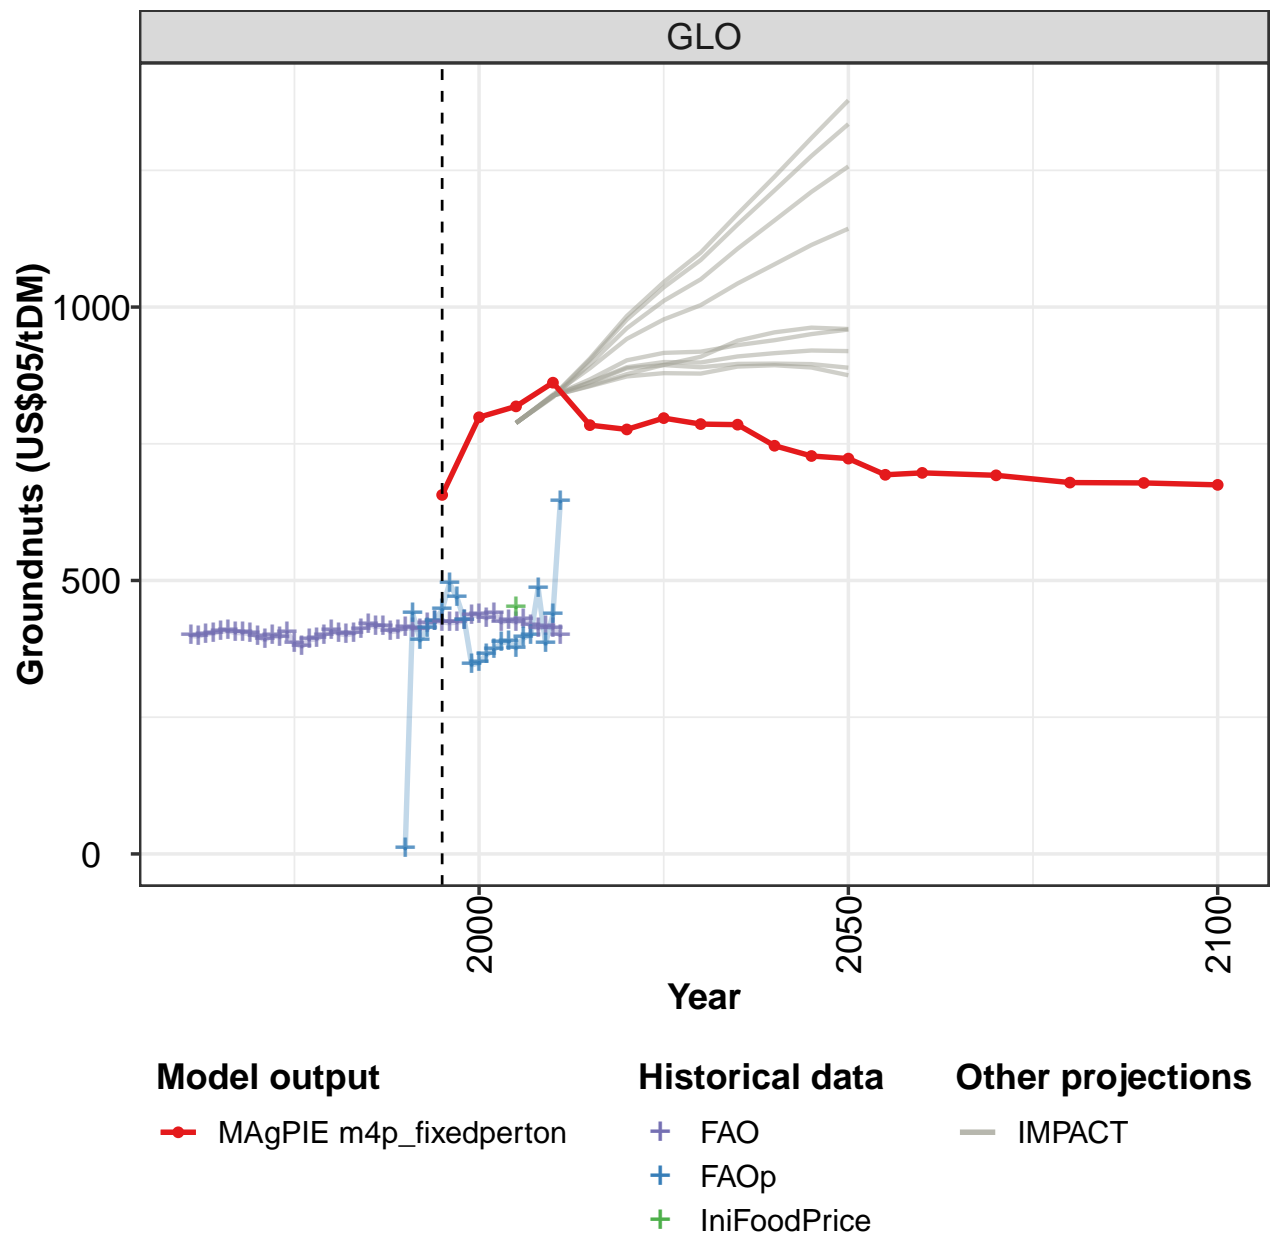 GLO
Groundnuts (US$05/tDM)
1000
500
0
2000
2050
2100
Year
Model output
MAgPIE m4p_fixedperton
Historical data
FAO
FAOp
IniFoodPrice
Other projections
IMPACT